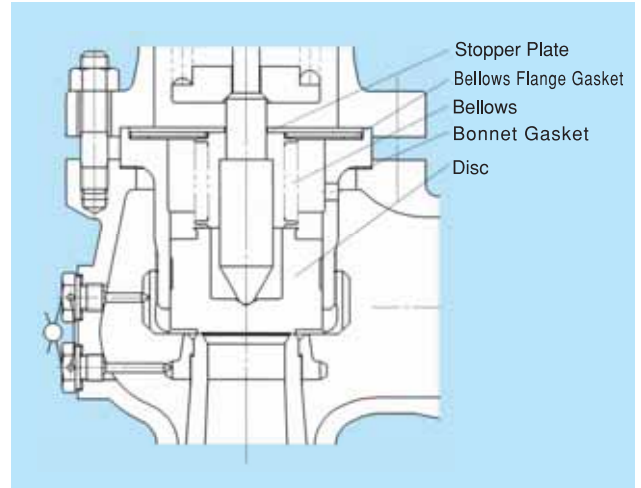 Stopper Plate
Bellows Flange Gasket
Bellows
Bonnet Gasket
Disc